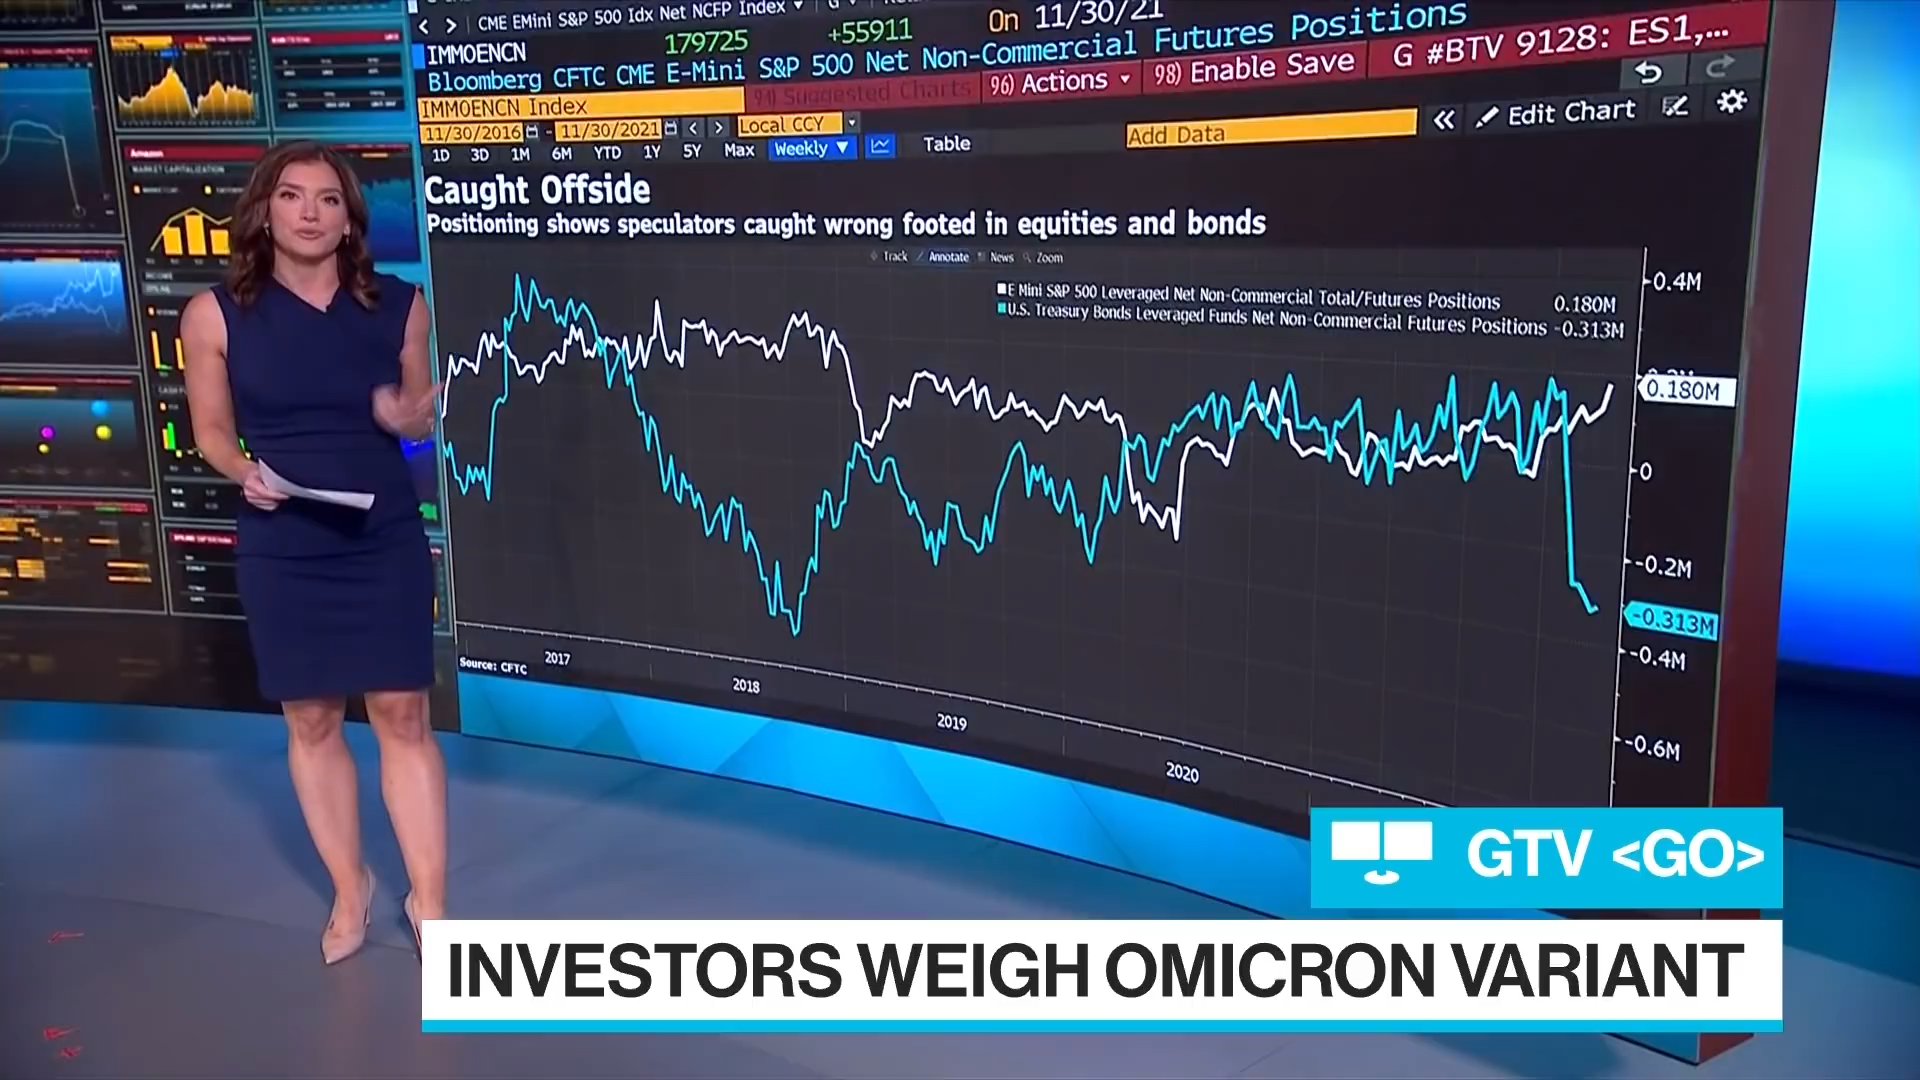 CME EMini S&P 500 Idx Net NCFP Index
179725 +55911 On 11/30/21
IMMOENCN
Bloomberg CFTC CME E-Mini S&P 500 Net Non-Commercial Futures Positions
IMMOENCN Index
94) Suggested Charts
96) Actions
98) Enable Save
G #BTV 9128: ES1,...
11/30/2016 - 11/30/2021
Local CCY
Add Data
« Edit Chart
1D 3D 1M 6M YTD 1Y 5Y Max Weekly ▼ Table
Caught Offside
Positioning shows speculators caught wrong footed in equities and bonds
Track Annotate News Zoom
E Mini S&P 500 Leveraged Net Non-Commercial Total/Futures Positions 0.180M
U.S. Treasury Bonds Leveraged Funds Net Non-Commercial Futures Positions -0.313M
0.4M
0.180M
0
-0.2M
-0.313M
-0.4M
-0.6M
Source: CFTC
2017
2018
2019
2020
Amazon
MARKET CAPITALIZATION
GTV <GO>
INVESTORS WEIGH OMICRON VARIANT